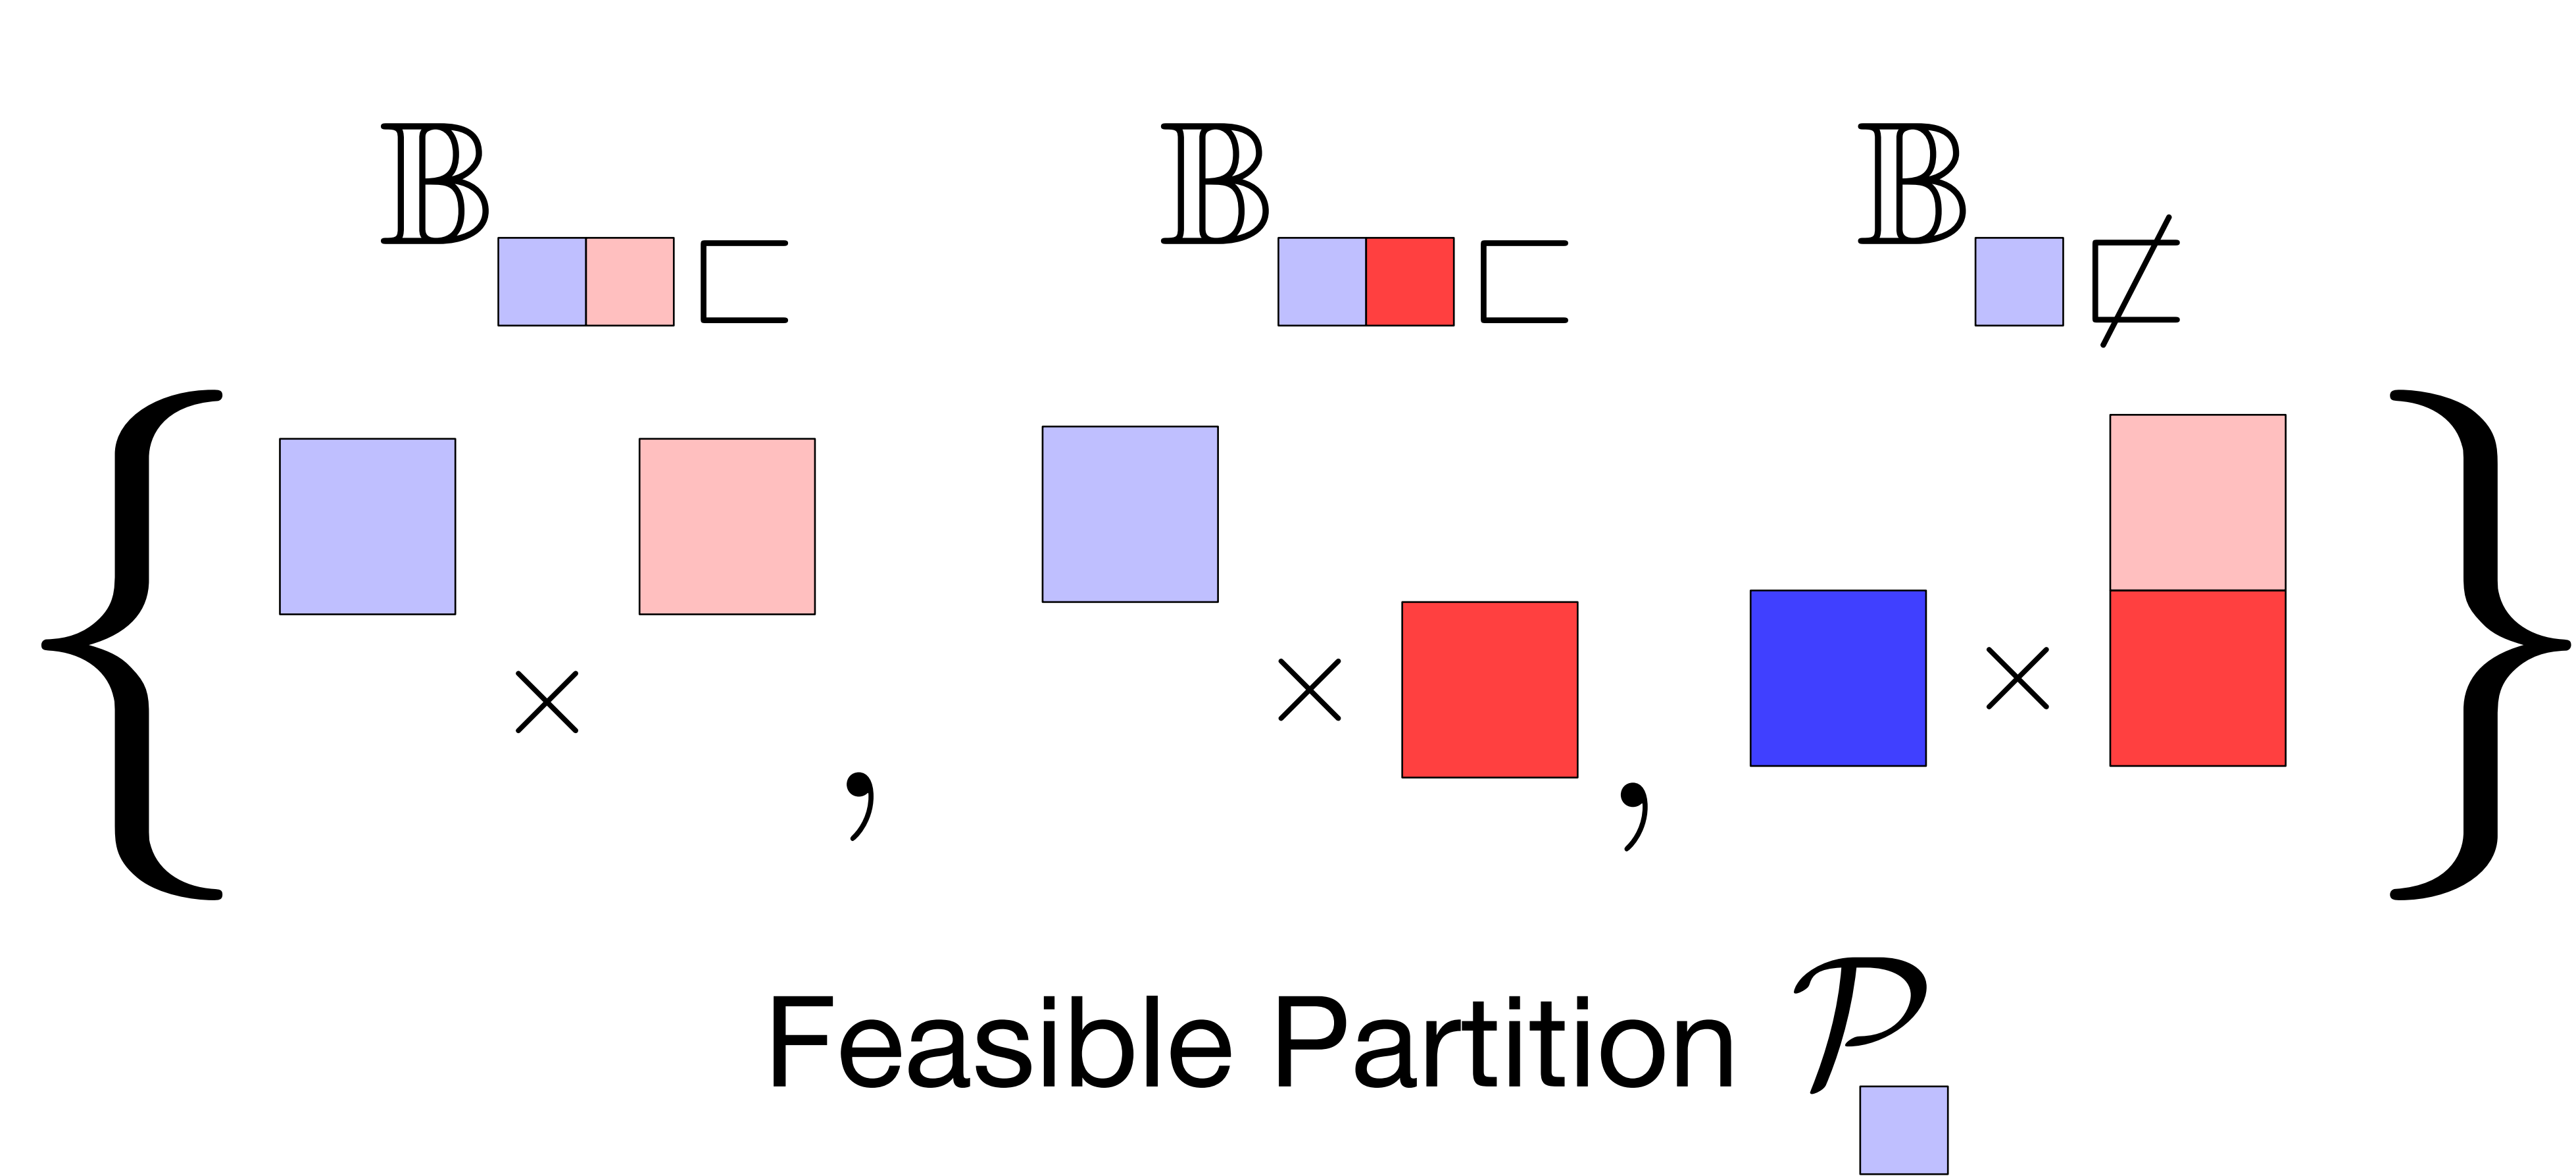 𝔹 ⊏ 𝔹 ⊏ 𝔹 ⊏̸
{ × , × , × }
Feasible Partition 𝒫